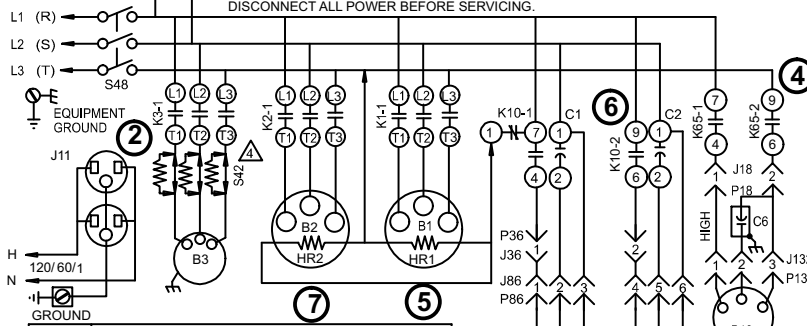 DISCONNECT ALL POWER BEFORE SERVICING.
L1 (R)
L2 (S)
L3 (T)
S48
EQUIPMENT
GROUND
J11
H
120/60/1
N
GROUND
2
K3-1
L1 L2 L3
T1 T2 T3
4
S42
B3
K2-1
L1 L2 L3
T1 T2 T3
B2
HR2
7
K1-1
L1 L2 L3
T1 T2 T3
B1
HR1
5
K10-1
1 7 1
C1
4 2
P36
1
J36
J86
1 2 3
P86
6
K10-2
9 1
C2
6 2
2
4 5 6
4
K65-1
7
4
K65-2
9
6
J18
1 2
P18
HIGH
C6
1 2 3
J13
P13